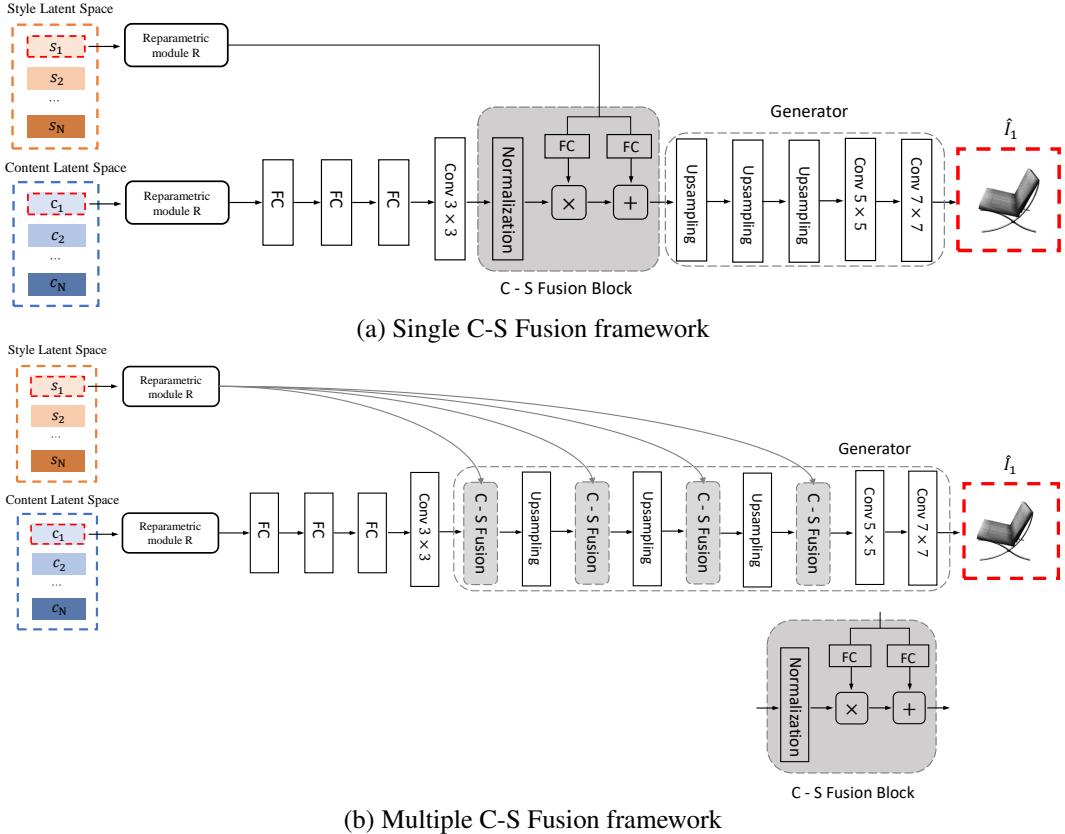 Style Latent Space
s₁
s₂
...
s_N
Reparametric
module R
Content Latent Space
c₁
c₂
...
c_N
Reparametric
module R
FC
FC
FC
Conv 3 × 3
Normalization
FC
FC
×
+
C - S Fusion Block
Generator
Upsampling
Upsampling
Upsampling
Conv 5 × 5
Conv 7 × 7
Î₁
(a) Single C-S Fusion framework
Style Latent Space
s₁
s₂
...
s_N
Reparametric
module R
Content Latent Space
c₁
c₂
...
c_N
Reparametric
module R
FC
FC
FC
Conv 3 × 3
Generator
C - S Fusion
Upsampling
C - S Fusion
Upsampling
C - S Fusion
Upsampling
C - S Fusion
Conv 5 × 5
Conv 7 × 7
Î₁
Normalization
FC
FC
×
+
C - S Fusion Block
(b) Multiple C-S Fusion framework